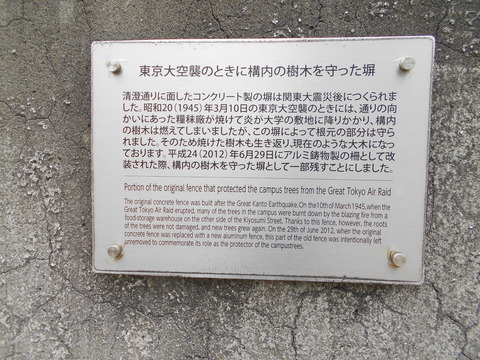 東京大空襲のときに構内の樹木を守った塀
清澄通りに面したコンクリート製の塀は関東大震災後につくられ
ました。昭和20（1945）年3月10日の東京大空襲のときには、通りの向
かいにあった糧秣廠が焼けて炎が大学の敷地に降りかかり、構内
の樹木は燃えてしまいましたが、この塀によって根元の部分は守ら
れました。そのため焼けた樹木も生き返り、現在のような大木になっ
ております。平成24（2012）年6月29日にアルミ鋳物製の柵として改
装された際、構内の樹木を守った塀として一部残すことにしました。
Portion of the original fence that protected the campus trees from the Great Tokyo Air Raid
The original concrete fence was built after the Great Kanto Earthquake.On the10th of March1945,when the
Great Tokyo Air Raid erupted, many of the trees in the campus were burnt down by the blazing fire from a
food-storage warehouse on the other side of the Kiyosumi Street. Thanks to this fence, however, the roots
of the trees were not damaged, and new trees grew again. On the 29th of June 2012, when the original
concrete fence was replaced with a new aluminum fence, this part of the old fence was intentionally left
unremoved to commemorate its role as the protector of the campustrees.